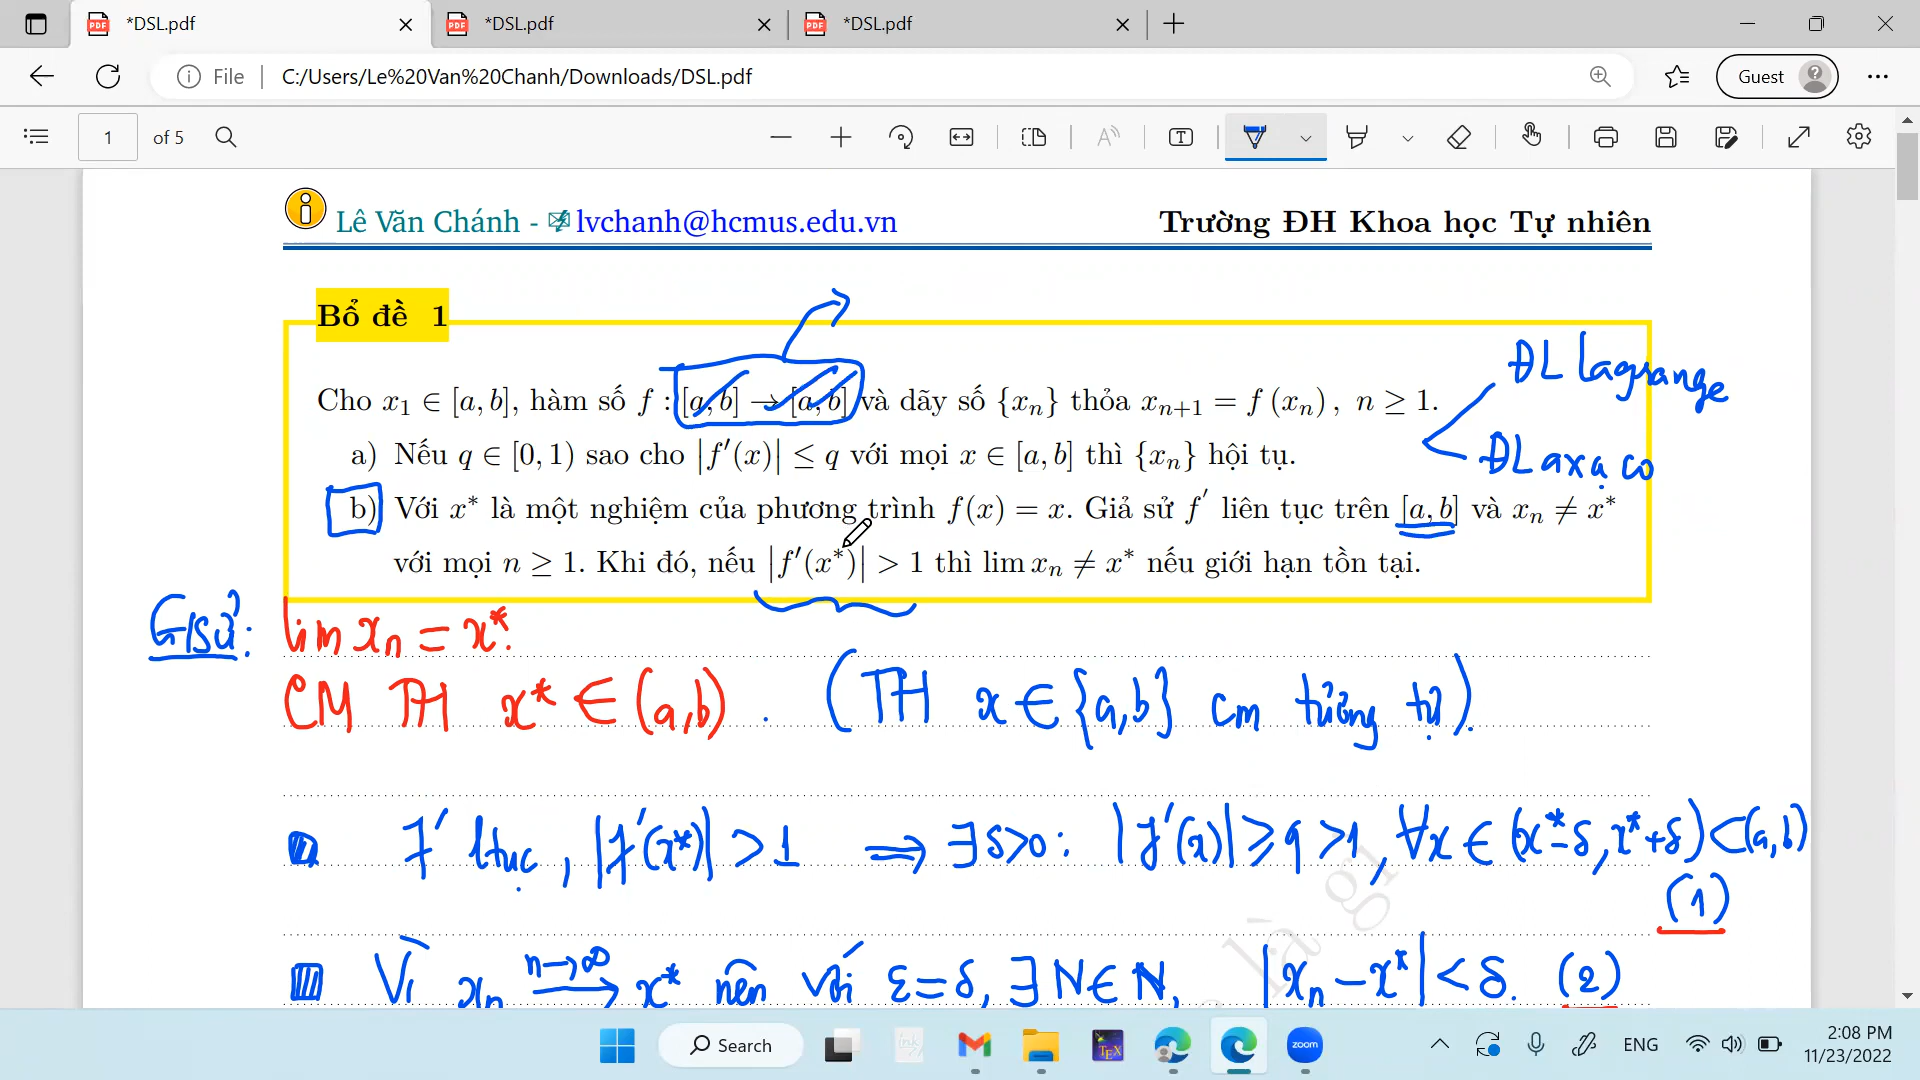 *DSL.pdf
*DSL.pdf
*DSL.pdf
File
C:/Users/Le%20Van%20Chanh/Downloads/DSL.pdf
Guest
1 of 5
Lê Văn Chánh - lvchanh@hcmus.edu.vn
Trường ĐH Khoa học Tự nhiên
Bổ đề 1
ĐL Lagrange
Cho x₁ ∈ [a, b], hàm số f : [a, b] → [a, b] và dãy số {xₙ} thỏa xₙ₊₁ = f (xₙ), n ≥ 1.
a) Nếu q ∈ [0, 1) sao cho |f′(x)| ≤ q với mọi x ∈ [a, b] thì {xₙ} hội tụ.
ĐL axạ co
b) Với x* là một nghiệm của phương trình f(x) = x. Giả sử f′ liên tục trên [a, b] và xₙ ≠ x*
với mọi n ≥ 1. Khi đó, nếu |f′(x*)| > 1 thì lim xₙ ≠ x* nếu giới hạn tồn tại.
Giả sử: lim xₙ = x*.
CM TH x* ∈ (a,b). (TH x ∈ {a,b} cm tương tự).
f′ ltục, |f′(x*)| > 1 ⟹ ∃δ>0: |f′(x)| ≥ q > 1, ∀x ∈ (x*-δ, x*+δ) ⊂ (a,b)
(1)
là gì
Vì xₙ n→∞ x* nên với ε=δ, ∃N∈ℕ, |xₙ - x*| < δ. (2)
Search
ENG
2:08 PM
11/23/2022